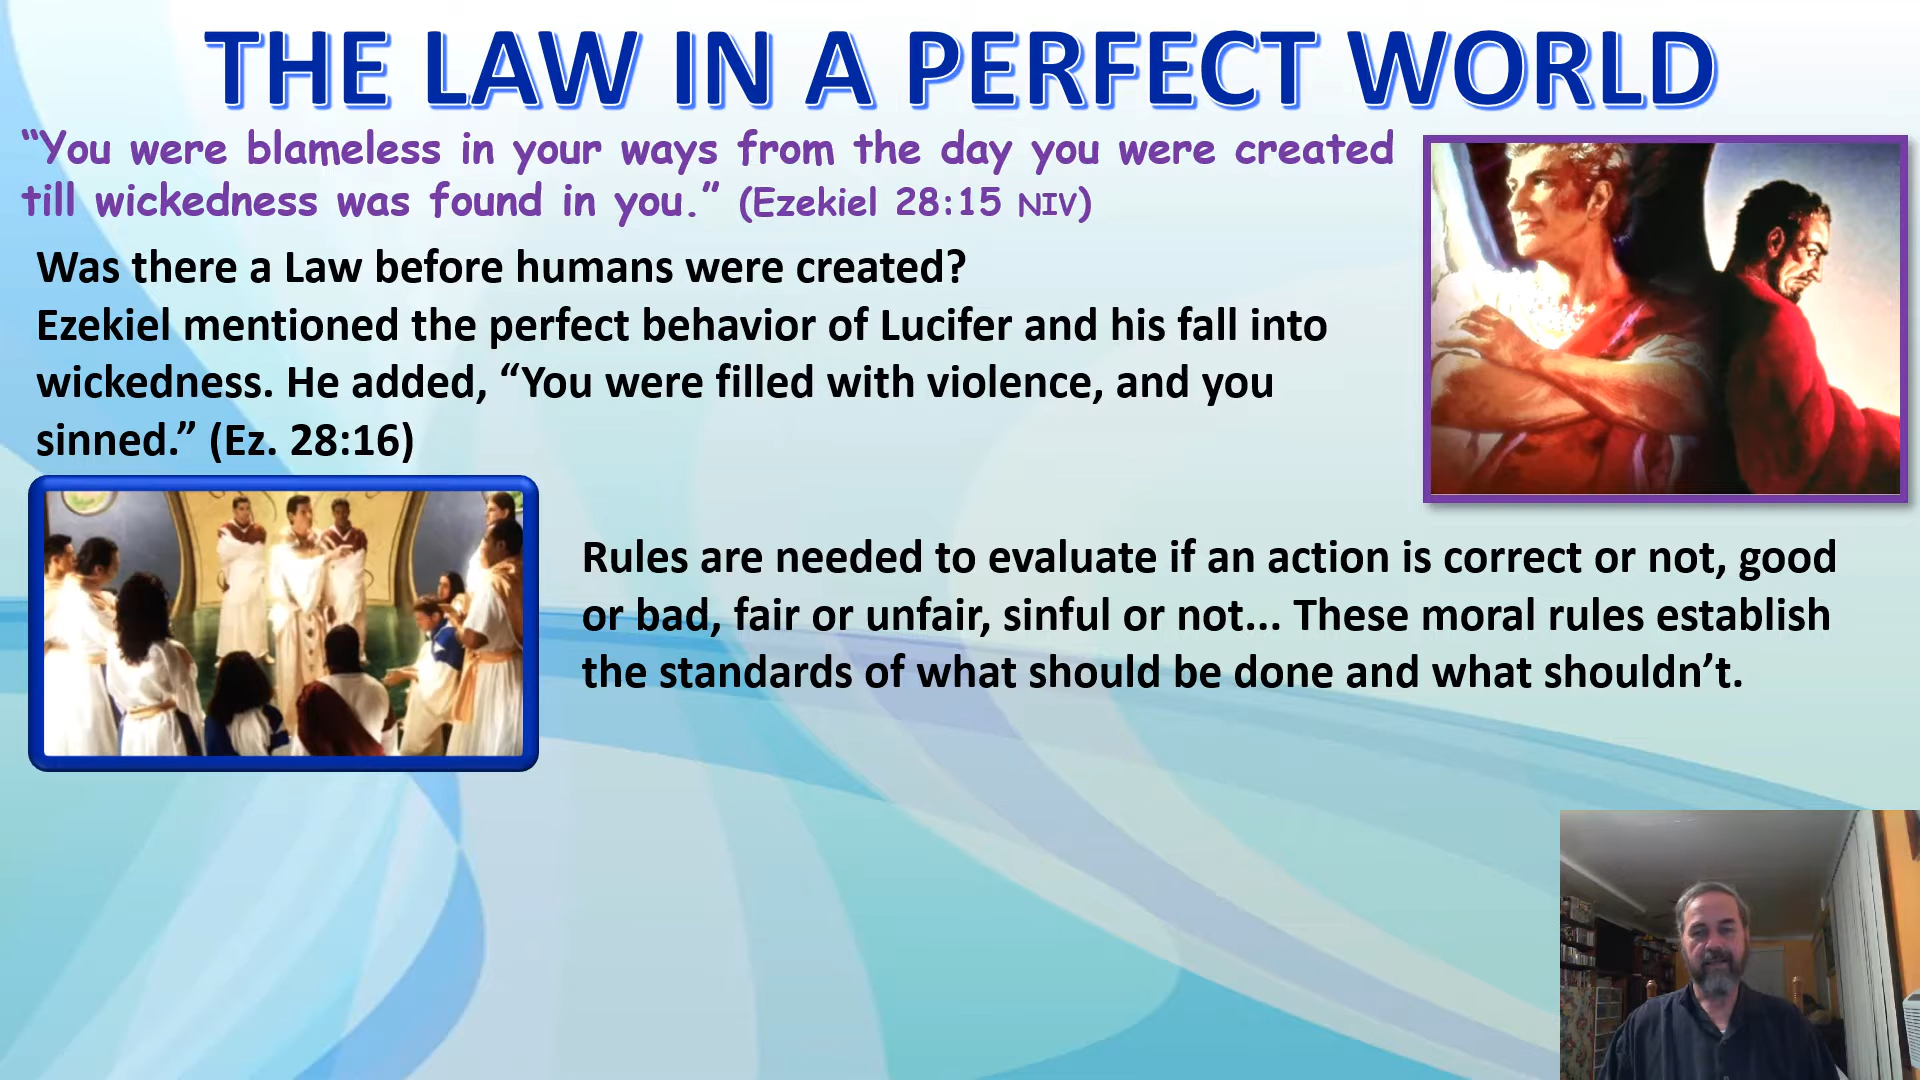 THE LAW IN A PERFECT WORLD
“You were blameless in your ways from the day you were created
till wickedness was found in you.” (Ezekiel 28:15 NIV)
Was there a Law before humans were created?
Ezekiel mentioned the perfect behavior of Lucifer and his fall into
wickedness. He added, “You were filled with violence, and you
sinned.” (Ez. 28:16)
Rules are needed to evaluate if an action is correct or not, good
or bad, fair or unfair, sinful or not... These moral rules establish
the standards of what should be done and what shouldn’t.